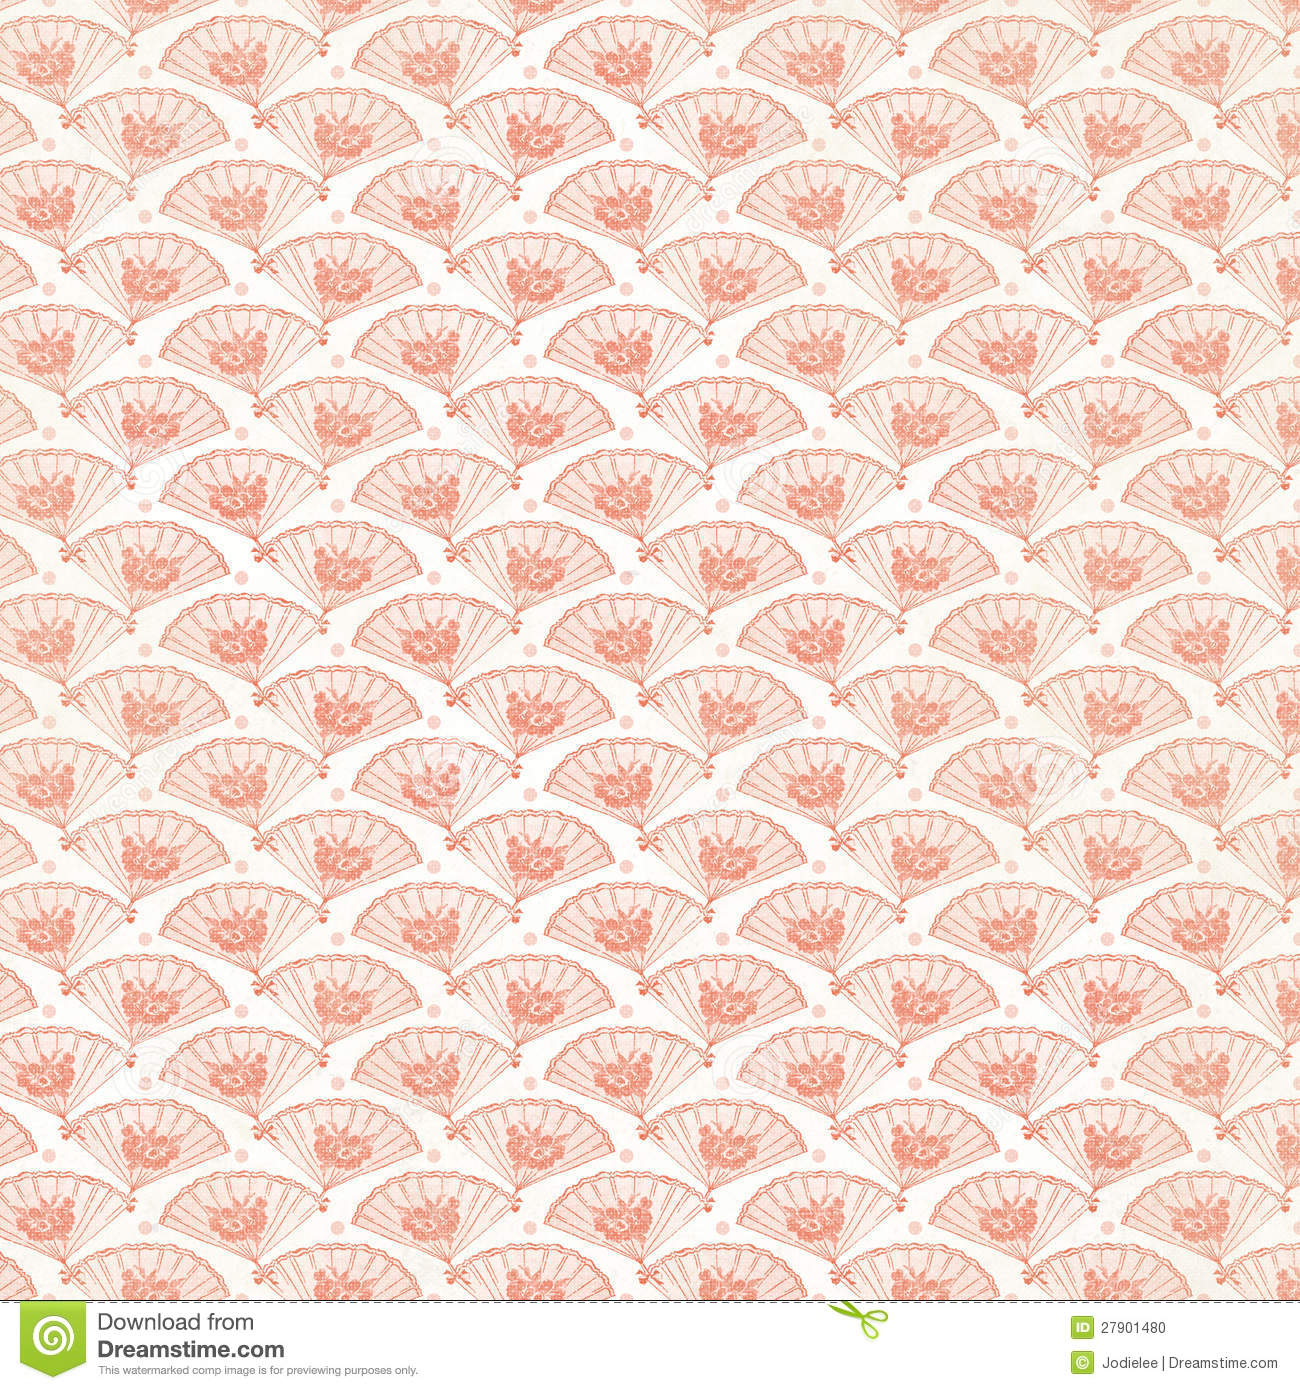 Download from
Dreamstime.com
This watermarked comp image is for previewing purposes only.
ID 27901480
© Jodielee | Dreamstime.com